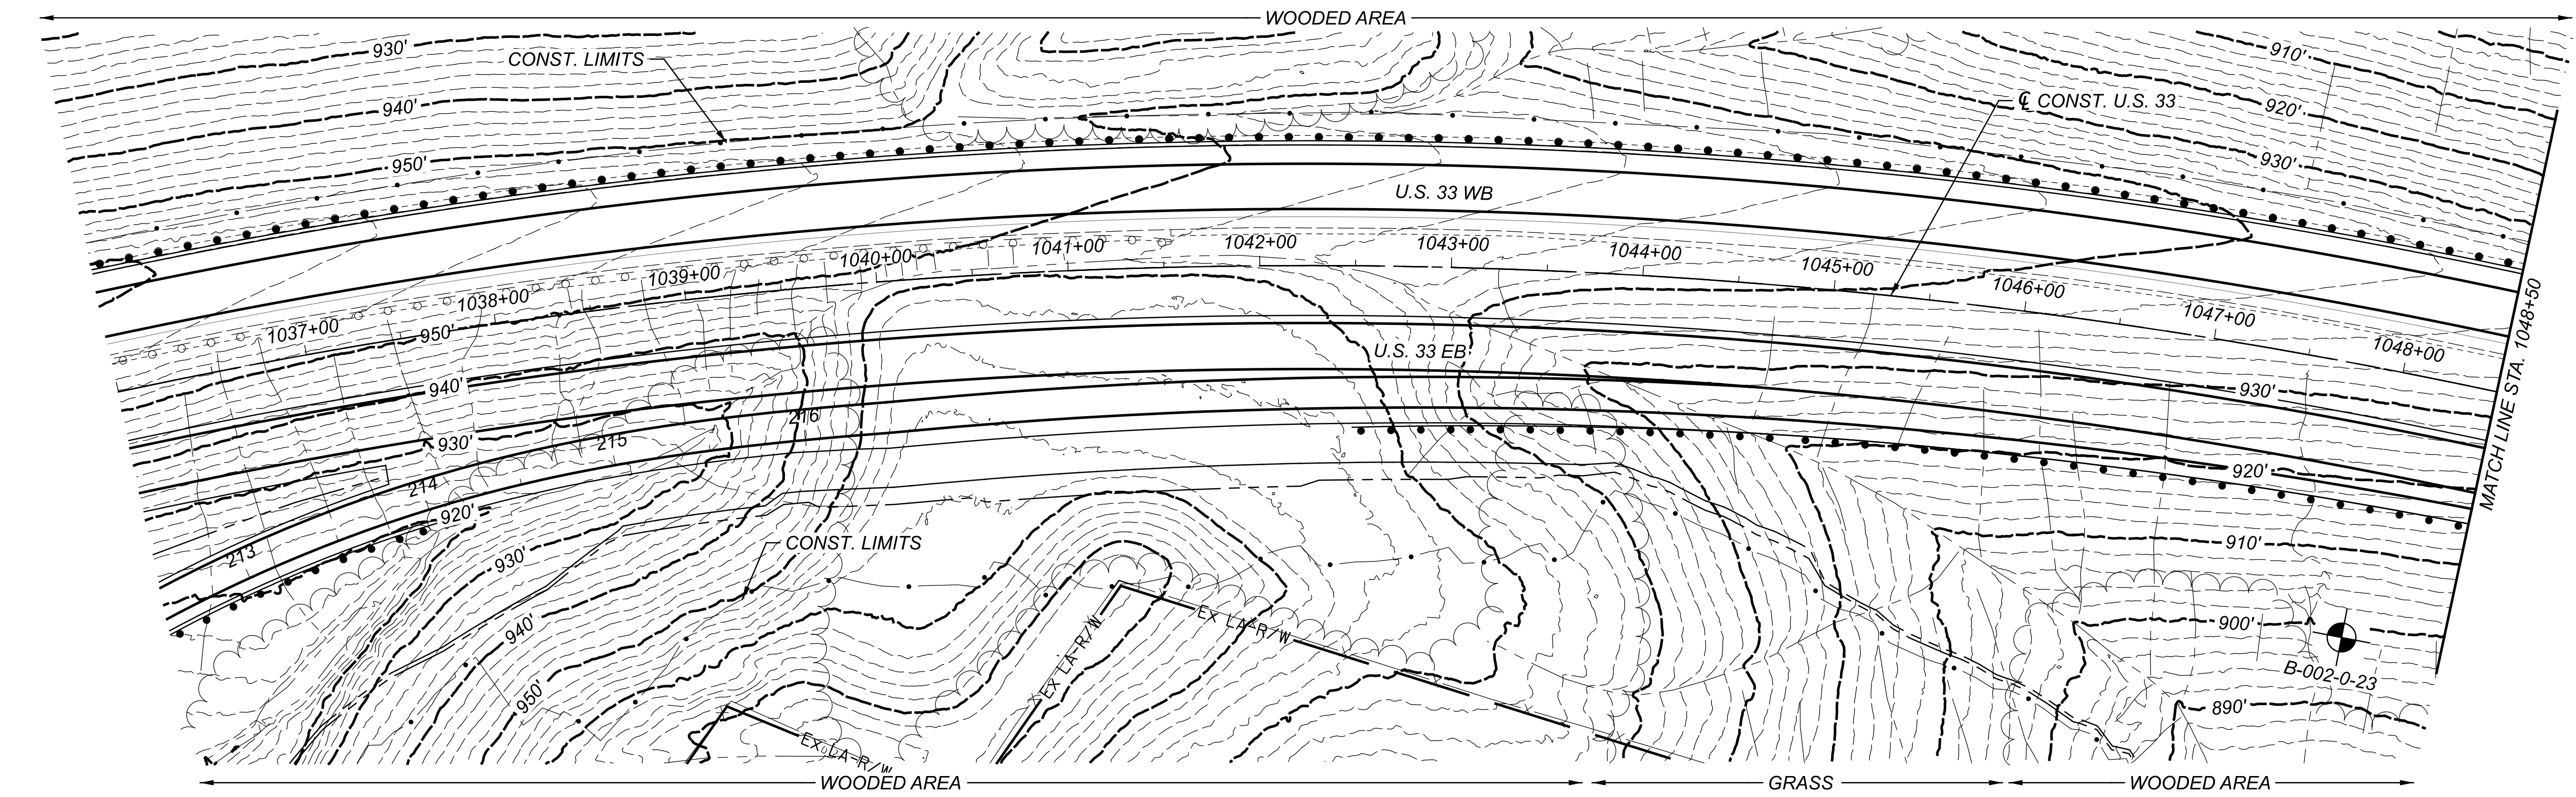 WOODED AREA
930'
CONST. LIMITS
910'
940'
℄ CONST. U.S. 33
920'
950'
930'
U.S. 33 WB
1037+00
1038+00
1039+00
1040+00
1041+00
1042+00
1043+00
1044+00
1045+00
1046+00
1047+00
1048+00
MATCH LINE STA. 1048+50
950'
U.S. 33 EB
940'
930'
930'
920'
213
214
215
216
920'
930'
CONST. LIMITS
910'
940'
EX LA-R/W
EX LA-R/W
900'
B-002-0-23
950'
890'
EX LA-R/W
WOODED AREA
GRASS
WOODED AREA